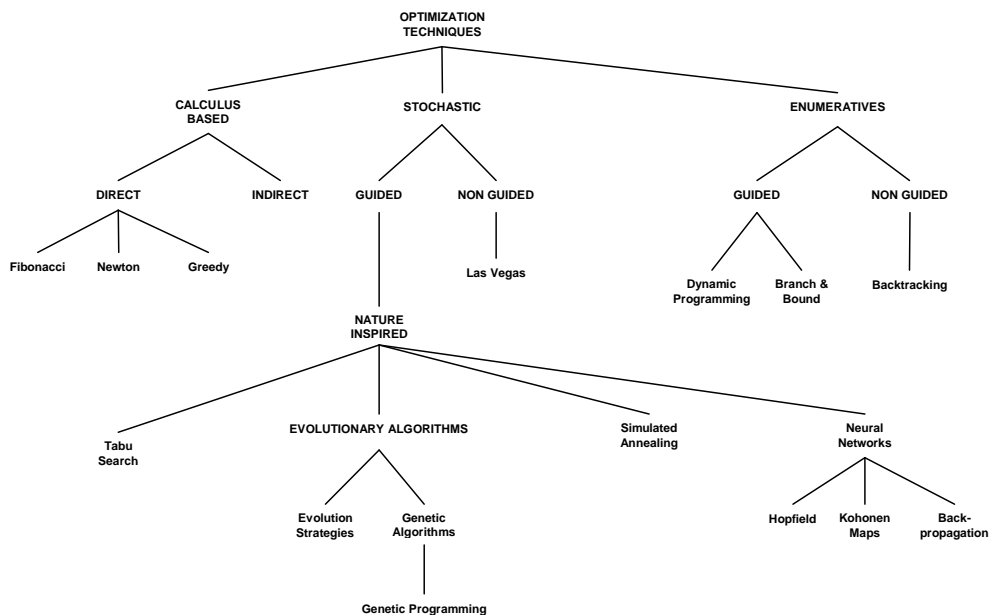 OPTIMIZATION
TECHNIQUES
CALCULUS
BASED
STOCHASTIC
ENUMERATIVES
DIRECT
INDIRECT
GUIDED
NON GUIDED
GUIDED
NON GUIDED
Fibonacci
Newton
Greedy
Las Vegas
Dynamic
Programming
Branch &
Bound
Backtracking
NATURE
INSPIRED
Tabu
Search
EVOLUTIONARY ALGORITHMS
Simulated
Annealing
Neural
Networks
Evolution
Strategies
Genetic
Algorithms
Hopfield
Kohonen
Maps
Back-
propagation
Genetic Programming